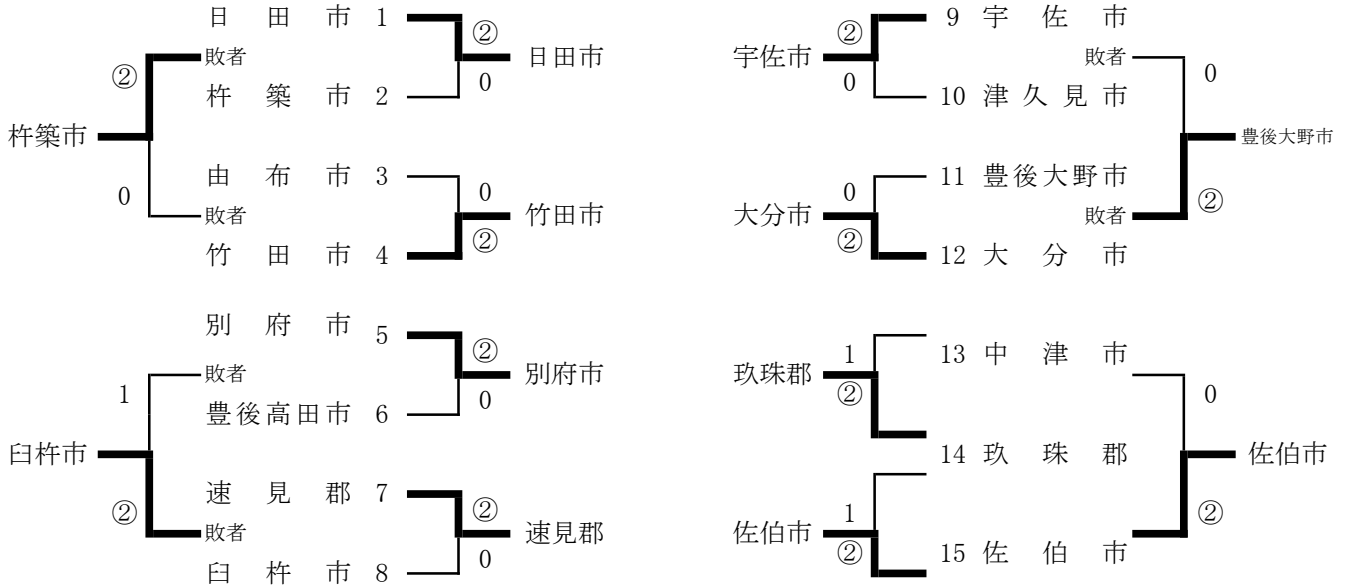 日田市 1
②
敗者
日田市
②
0
杵築市 2
杵築市
由布市 3
0
0
敗者
竹田市
②
竹田市 4
別府市 5
②
敗者
別府市
1
0
豊後高田市 6
臼杵市
速見郡 7
②
②
敗者
速見郡
0
臼杵市 8
9 宇佐市
②
敗者
宇佐市
0
0
10 津久見市
豊後大野市
11 豊後大野市
0
②
大分市
敗者
②
12 大分市
1
13 中津市
玖珠郡
②
0
14 玖珠郡
佐伯市
1
②
佐伯市
②
15 佐伯市